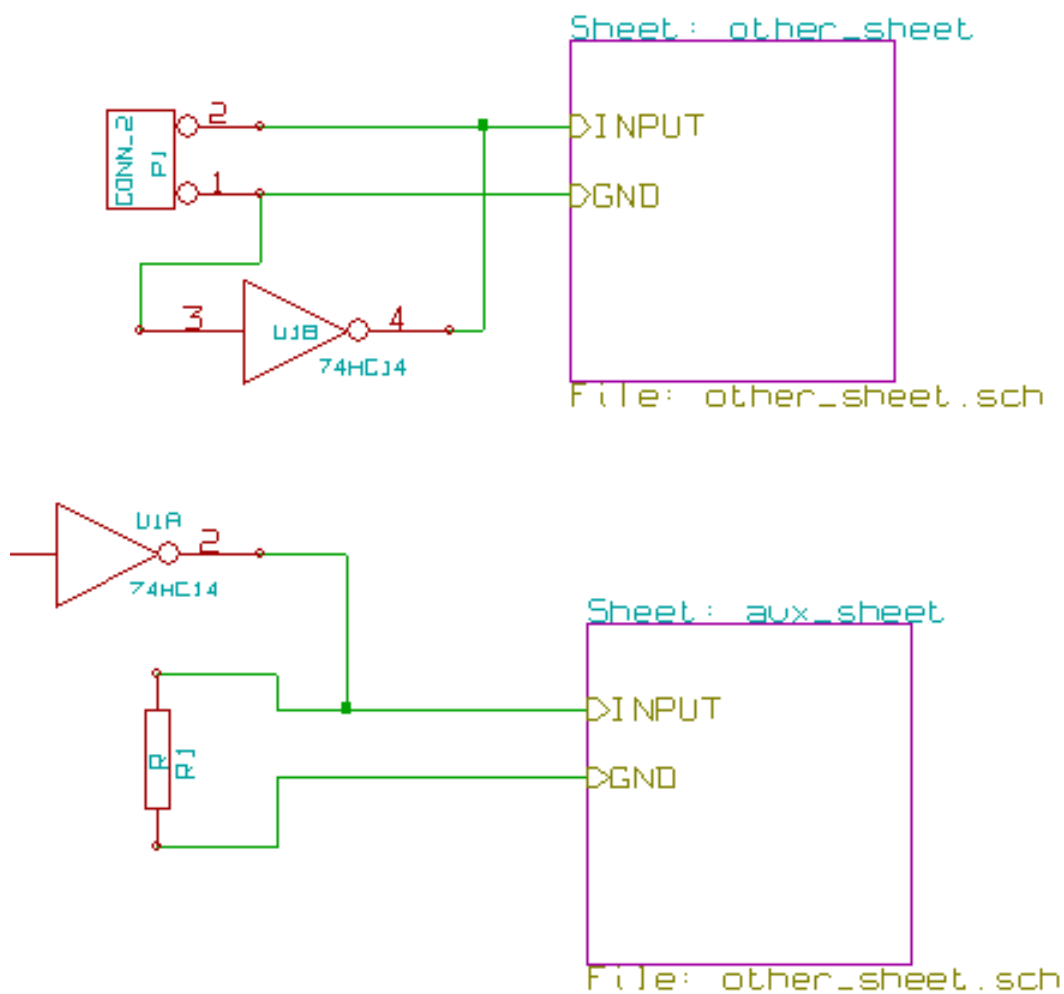 Sheet: other_sheet
2
INPUT
CONN_2
P1
1
GND
3
U1B
4
74HC14
File: other_sheet.sch
U1A
2
74HC14
Sheet: aux_sheet
INPUT
R
R1
GND
File: other_sheet.sch